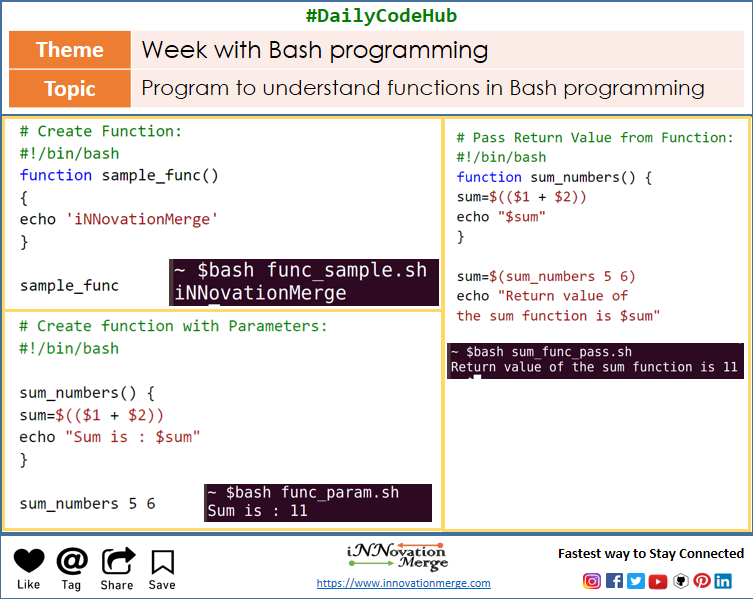 #DailyCodeHub
Theme
Week with Bash programming
Topic
Program to understand functions in Bash programming
# Create Function:
#!/bin/bash
function sample_func()
{
echo 'iNNovationMerge'
}
sample_func
~ $bash func_sample.sh
iNNovationMerge
# Create function with Parameters:
#!/bin/bash
sum_numbers() {
sum=$(($1 + $2))
echo "Sum is : $sum"
}
sum_numbers 5 6
~ $bash func_param.sh
Sum is : 11
# Pass Return Value from Function:
#!/bin/bash
function sum_numbers() {
sum=$(($1 + $2))
echo "$sum"
}
sum=$(sum_numbers 5 6)
echo "Return value of
the sum function is $sum"
~ $bash sum_func_pass.sh
Return value of the sum function is 11
Like
Tag
Share
Save
iNNovation
Merge
https://www.innovationmerge.com
Fastest way to Stay Connected